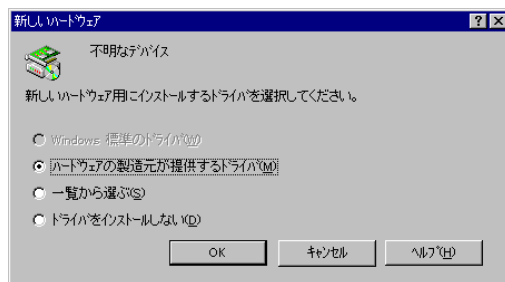 新しいﾊｰﾄﾞｳｪｱ
不明なﾃﾞﾊﾞｲｽ
新しいﾊｰﾄﾞｳｪｱ用にｲﾝｽﾄｰﾙするﾄﾞﾗｲﾊﾞを選択してください。
Windows 標準のﾄﾞﾗｲﾊﾞ(W)
ﾊｰﾄﾞｳｪｱの製造元が提供するﾄﾞﾗｲﾊﾞ(M)
一覧から選ぶ(S)
ﾄﾞﾗｲﾊﾞをｲﾝｽﾄｰﾙしない(D)
OK
ｷｬﾝｾﾙ
ﾍﾙﾌﾟ(H)